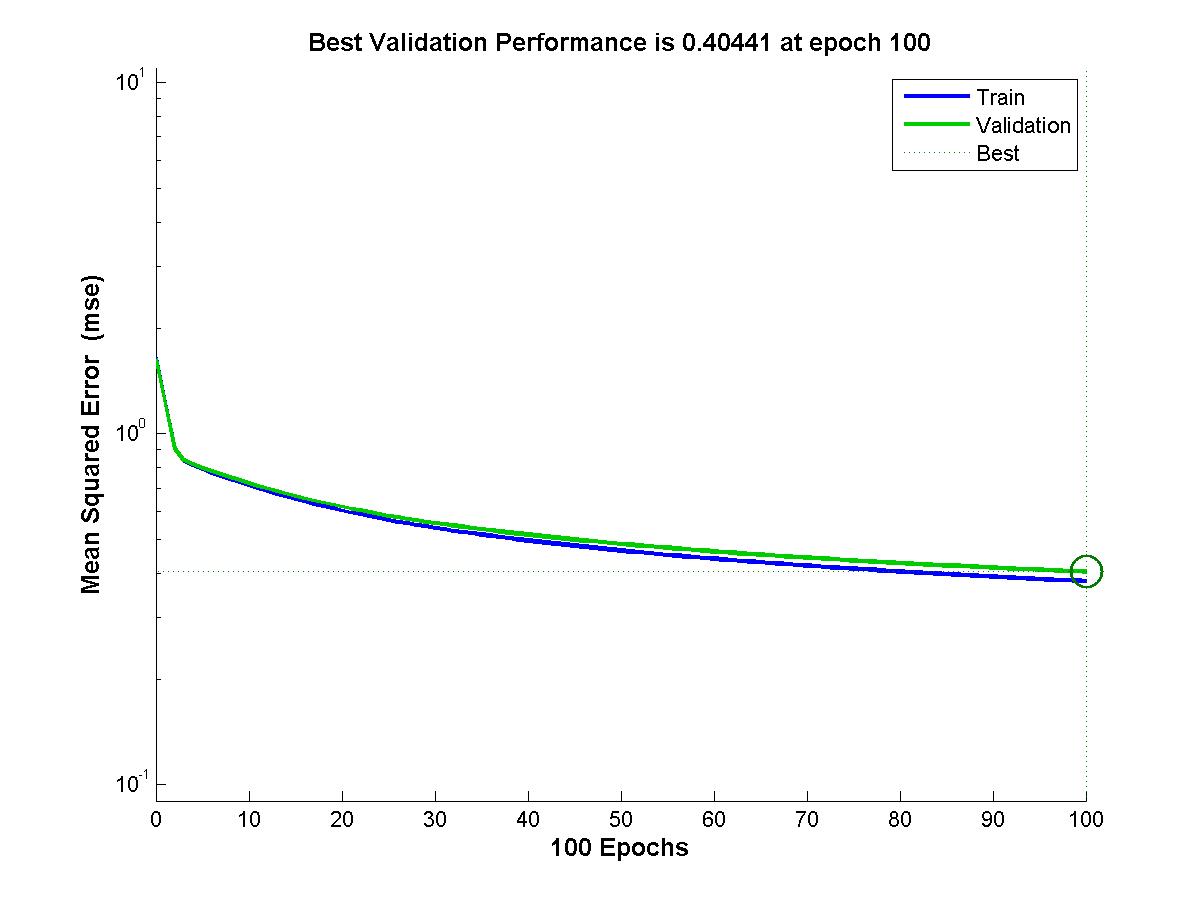 Best Validation Performance is 0.40441 at epoch 100
10^1
10^0
10^-1
Mean Squared Error (mse)
Train
Validation
Best
0 10 20 30 40 50 60 70 80 90 100
100 Epochs